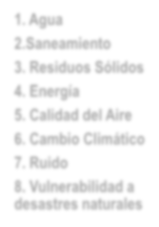 1. Agua
2.Saneamiento
3. Residuos Sólidos
4. Energía
5. Calidad del Aire
6. Cambio Climático
7. Ruido
8. Vulnerabilidad a
desastres naturales